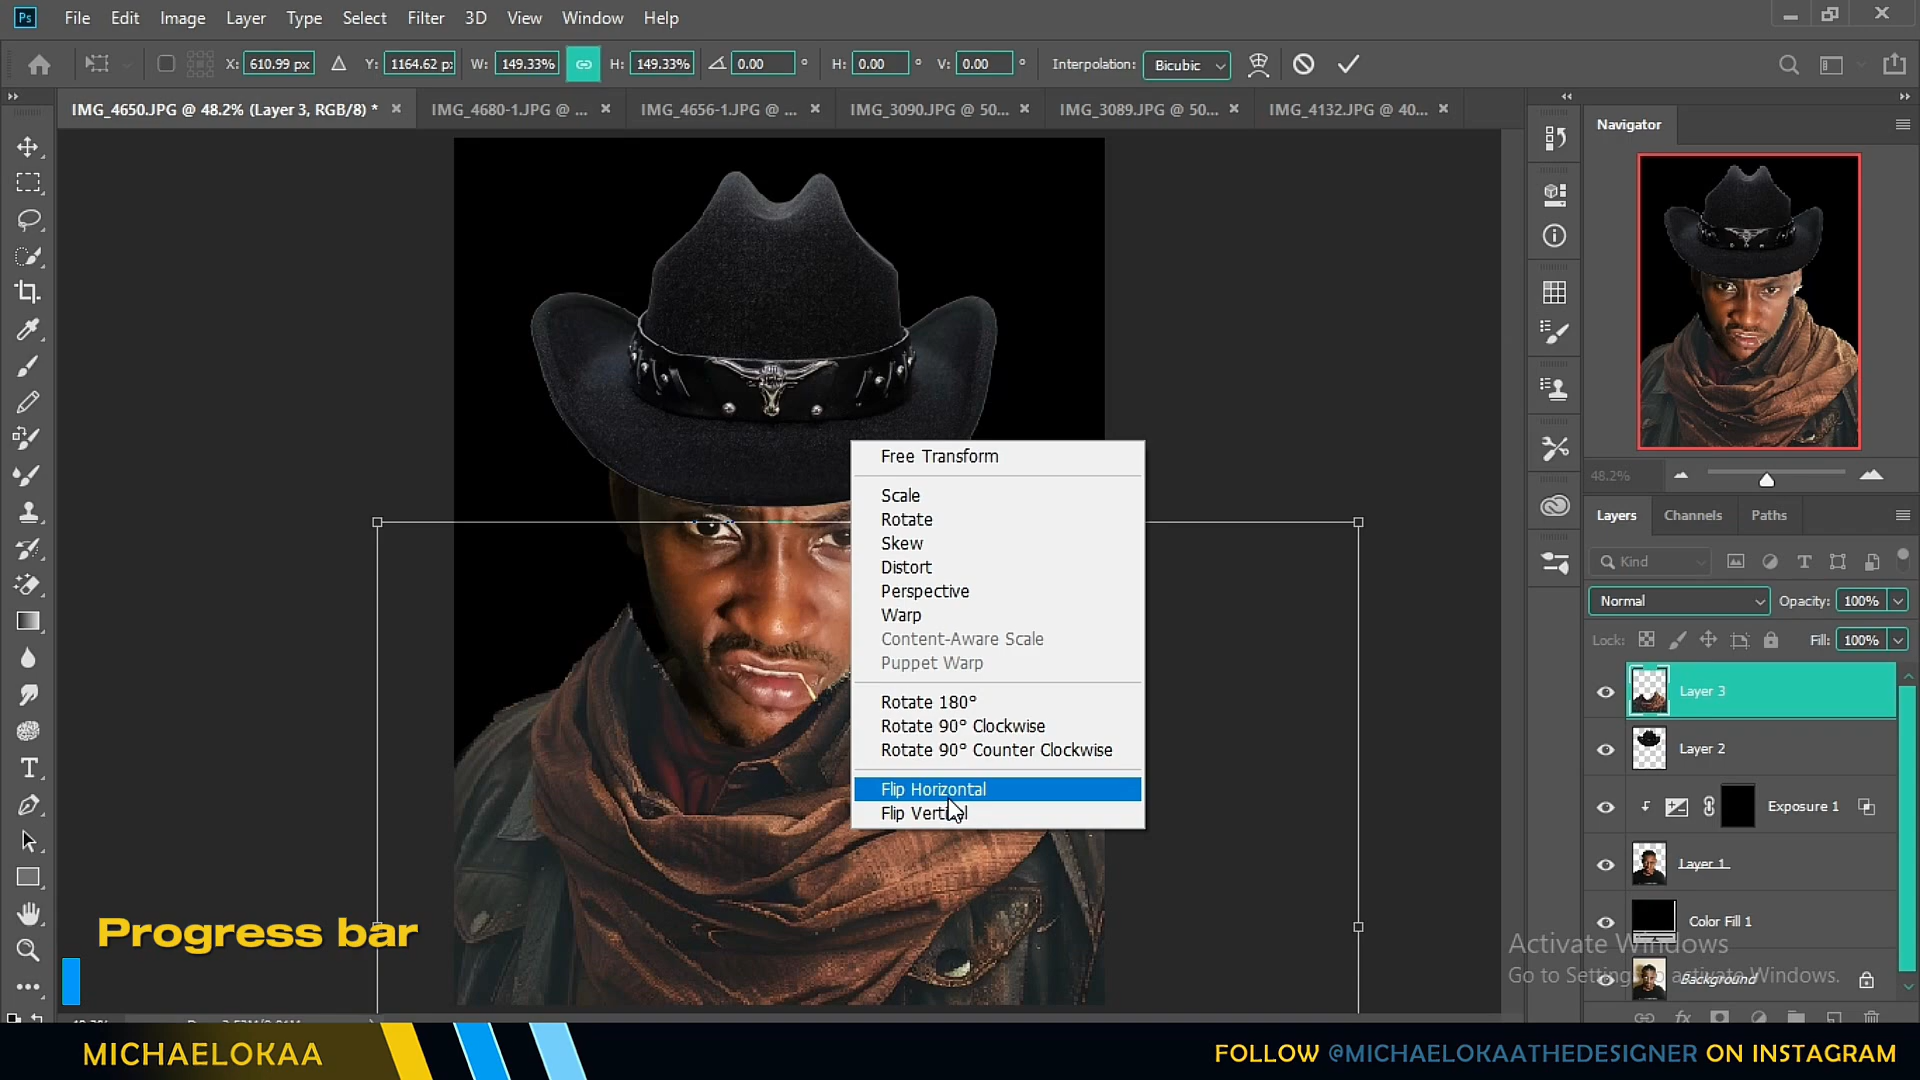 Ps File Edit Image Layer Type Select Filter 3D View Window Help
X: 610.99 px Y: 1164.62 p W: 149.33% H: 149.33% 0.00 ° H: 0.00 ° V: 0.00 ° Interpolation: Bicubic
IMG_4650.JPG @ 48.2% (Layer 3, RGB/8) * IMG_4680-1.JPG @ ... IMG_4656-1.JPG @ ... IMG_3090.JPG @ 50... IMG_3089.JPG @ 50... IMG_4132.JPG @ 40...
Navigator
48.2%
Free Transform
Scale
Rotate
Skew
Distort
Perspective
Warp
Content-Aware Scale
Puppet Warp
Rotate 180°
Rotate 90° Clockwise
Rotate 90° Counter Clockwise
Flip Horizontal
Flip Vertical
Layers Channels Paths
Kind
Normal Opacity: 100%
Lock: Fill: 100%
Layer 3
Layer 2
Exposure 1
Layer 1
Color Fill 1
Background
Activate Windows
Go to Settings to activate Windows.
Progress bar
MICHAELOKAA
FOLLOW @MICHAELOKAATHEDESIGNER ON INSTAGRAM